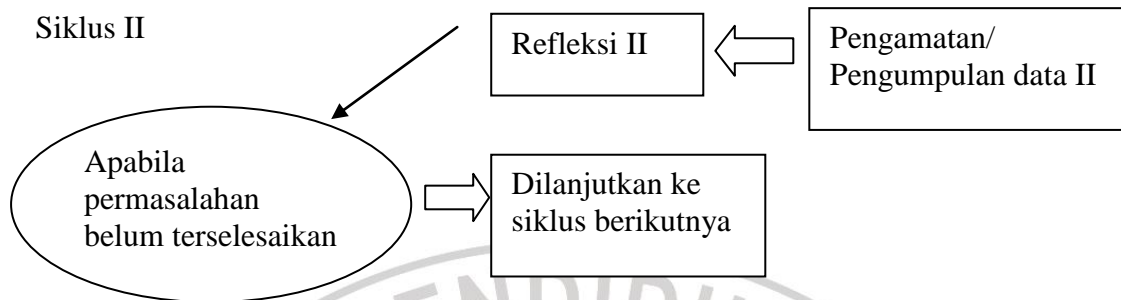 Siklus II
Refleksi II
Pengamatan/
Pengumpulan data II
Apabila
permasalahan
belum terselesaikan
Dilanjutkan ke
siklus berikutnya